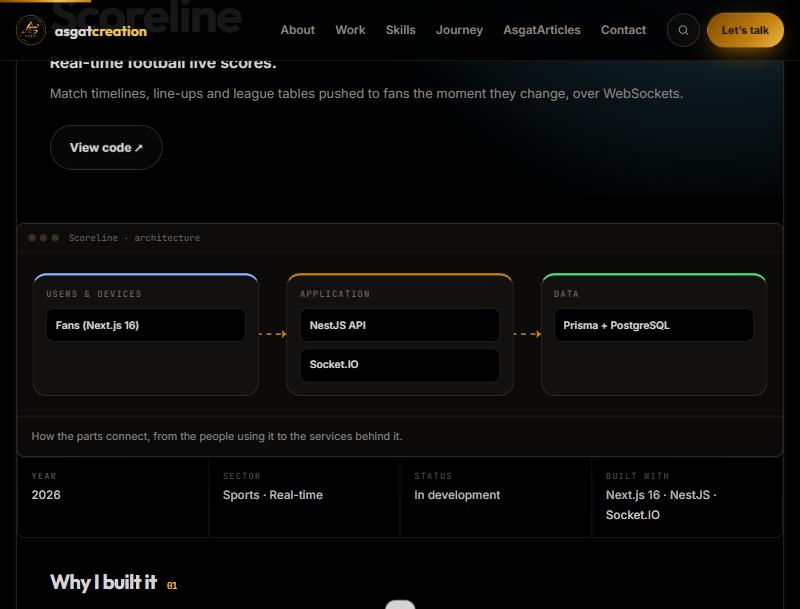 Scoreline
asgatcreation
About
Work
Skills
Journey
AsgatArticles
Contact
Let's talk
Real-time football live scores.
Match timelines, line-ups and league tables pushed to fans the moment they change, over WebSockets.
View code ↗
Scoreline · architecture
USERS & DEVICES
Fans (Next.js 16)
APPLICATION
NestJS API
Socket.IO
DATA
Prisma + PostgreSQL
How the parts connect, from the people using it to the services behind it.
YEAR
2026
SECTOR
Sports · Real-time
STATUS
In development
BUILT WITH
Next.js 16 · NestJS ·
Socket.IO
Why I built it 01